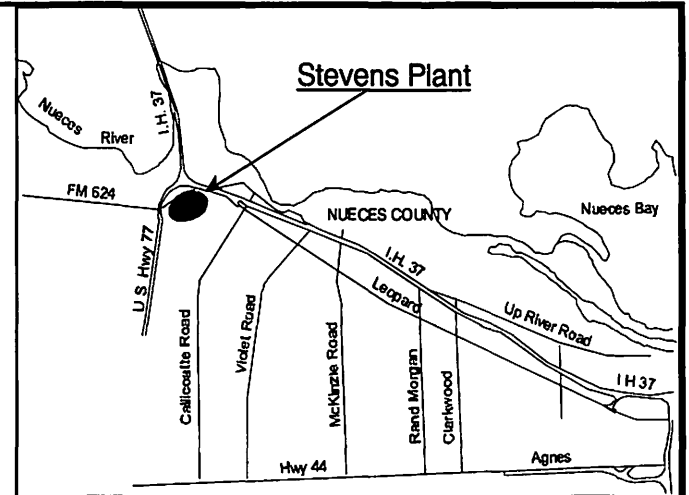 Stevens Plant
I.H. 37
Nueces
River
FM 624
NUECES COUNTY
Nueces Bay
U S Hwy 77
I.H. 37
Leopard
Up River Road
Callicoatte Road
Violet Road
McKinzie Road
Rand Morgan
Clarkwood
I H 37
Agnes
Hwy 44